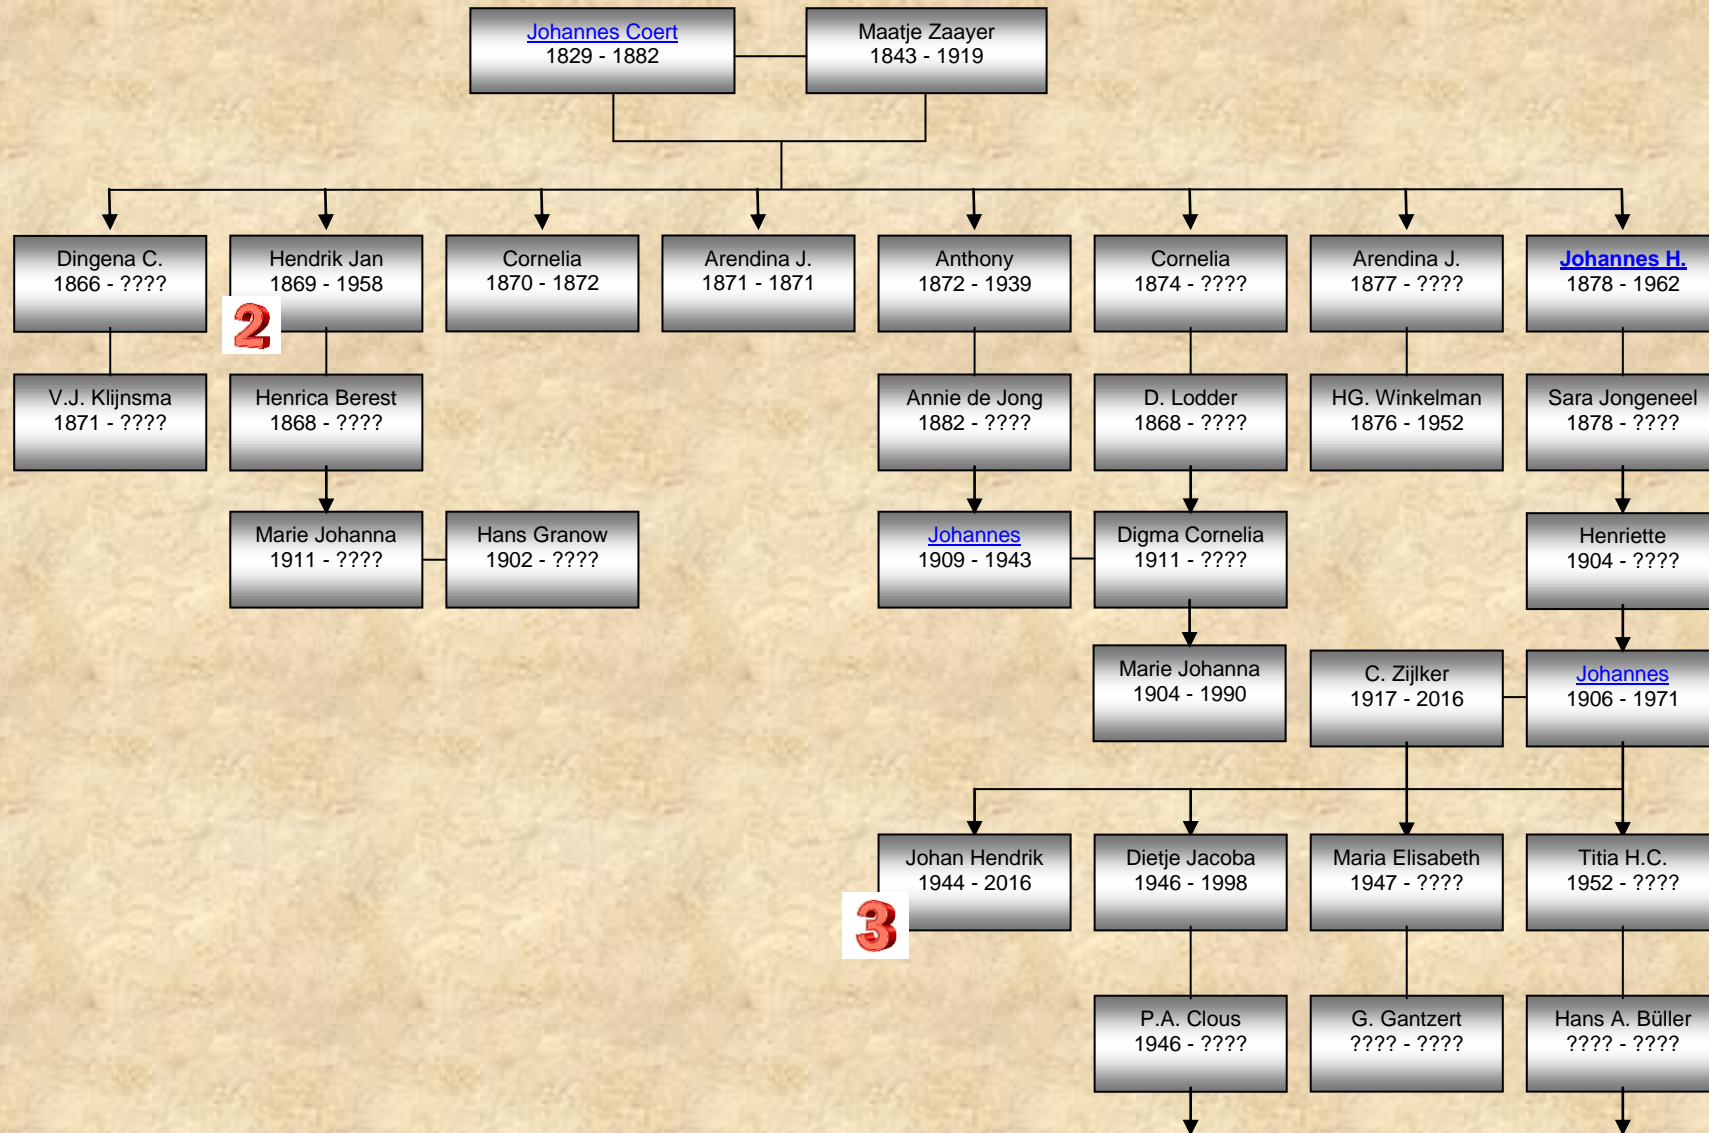 Johannes Coert
1829 - 1882
Maatje Zaayer
1843 - 1919
Dingena C.
1866 - ????
Hendrik Jan
1869 - 1958
Cornelia
1870 - 1872
Arendina J.
1871 - 1871
Anthony
1872 - 1939
Cornelia
1874 - ????
Arendina J.
1877 - ????
Johannes H.
1878 - 1962
2
V.J. Klijnsma
1871 - ????
Henrica Berest
1868 - ????
Annie de Jong
1882 - ????
D. Lodder
1868 - ????
HG. Winkelman
1876 - 1952
Sara Jongeneel
1878 - ????
Marie Johanna
1911 - ????
Hans Granow
1902 - ????
Johannes
1909 - 1943
Digma Cornelia
1911 - ????
Henriette
1904 - ????
Marie Johanna
1904 - 1990
C. Zijlker
1917 - 2016
Johannes
1906 - 1971
Johan Hendrik
1944 - 2016
Dietje Jacoba
1946 - 1998
Maria Elisabeth
1947 - ????
Titia H.C.
1952 - ????
3
P.A. Clous
1946 - ????
G. Gantzert
???? - ????
Hans A. Büller
???? - ????